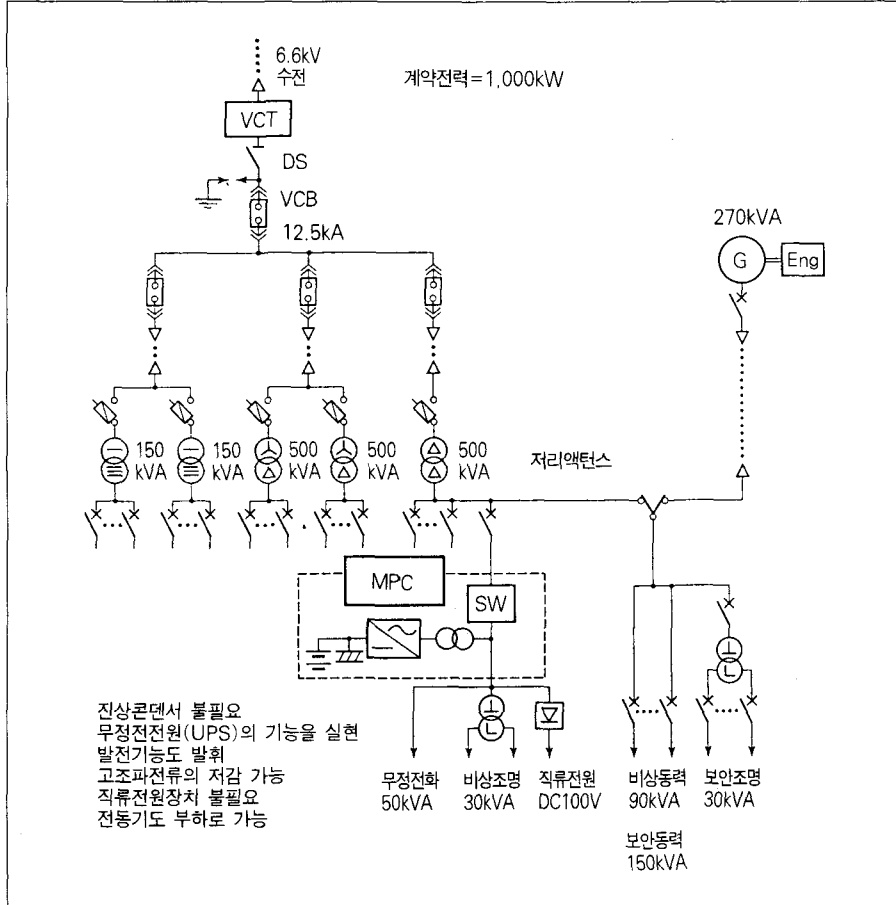 6.6kV
수전
계약전력=1,000kW
VCT
DS
VCB
12.5kA
270kVA
G
Eng
150
kVA
150
kVA
500
kVA
500
kVA
500
kVA
저리액턴스
MPC
SW
진상콘덴서 불필요
무정전전원(UPS)의 기능을 실현
발전기능도 발휘
고조파전류의 저감 가능
직류전원장치 불필요
전동기도 부하로 가능
무정전화
50kVA
비상조명
30kVA
직류전원
DC100V
비상동력
90kVA
보안조명
30kVA
보안동력
150kVA